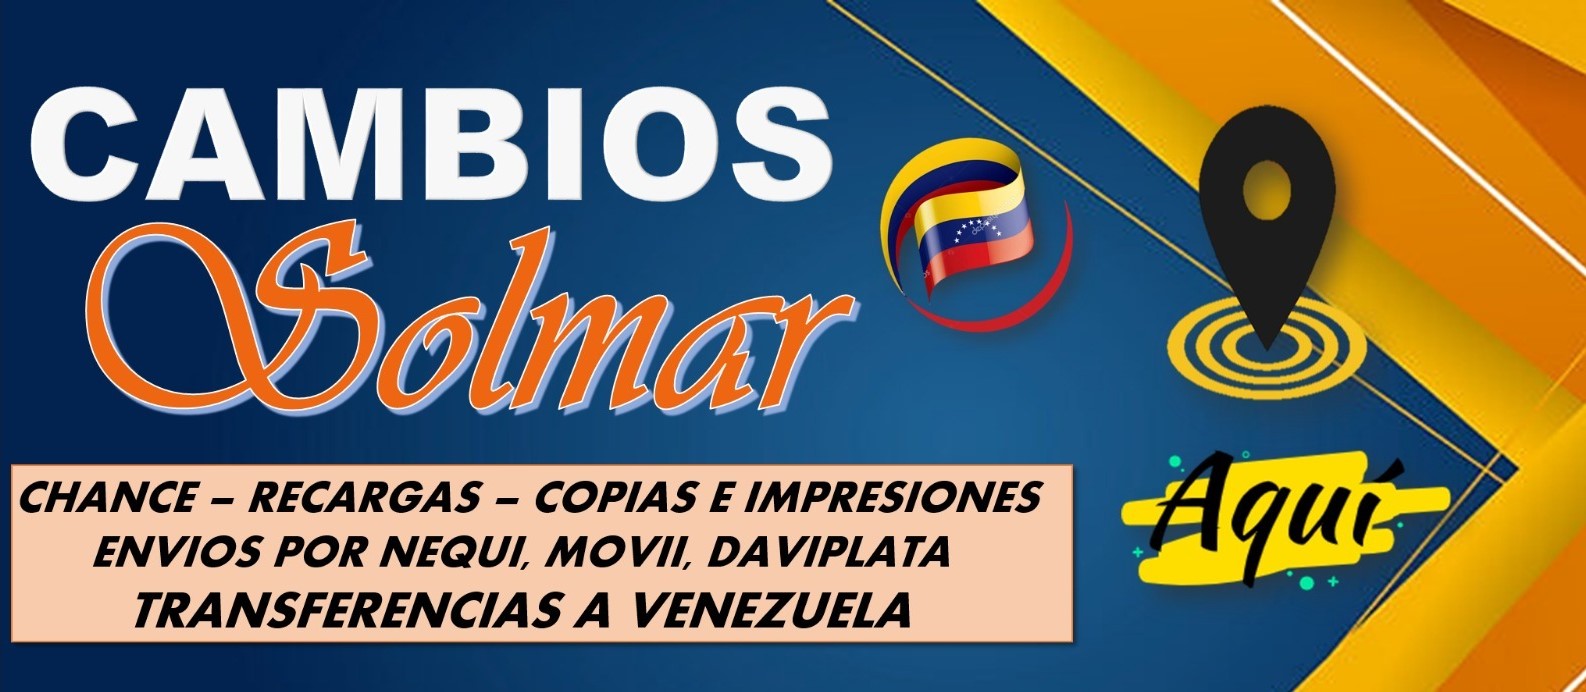 CAMBIOS
Solmar
CHANCE – RECARGAS – COPIAS E IMPRESIONES
ENVIOS POR NEQUI, MOVII, DAVIPLATA
TRANSFERENCIAS A VENEZUELA
Aquí